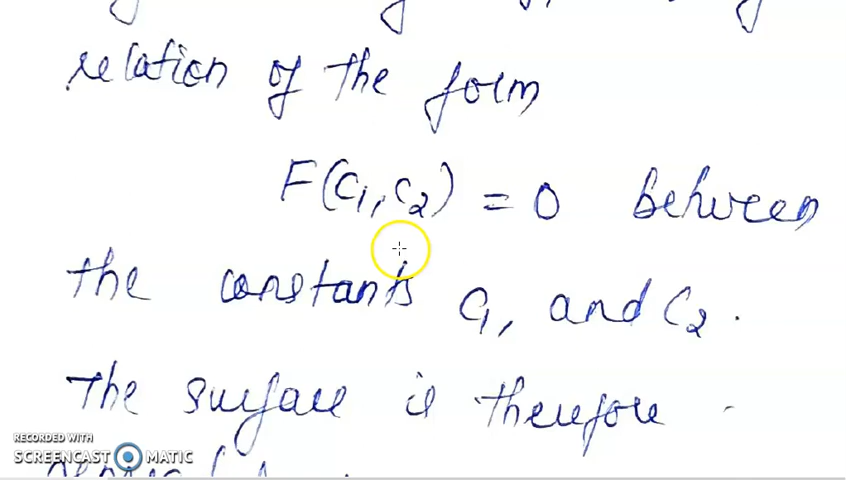 relation of the form
F(C1, C2) = 0 between
the constants C1, and C2.
The surface is therefore
RECORDED WITH
SCREENCAST MATIC